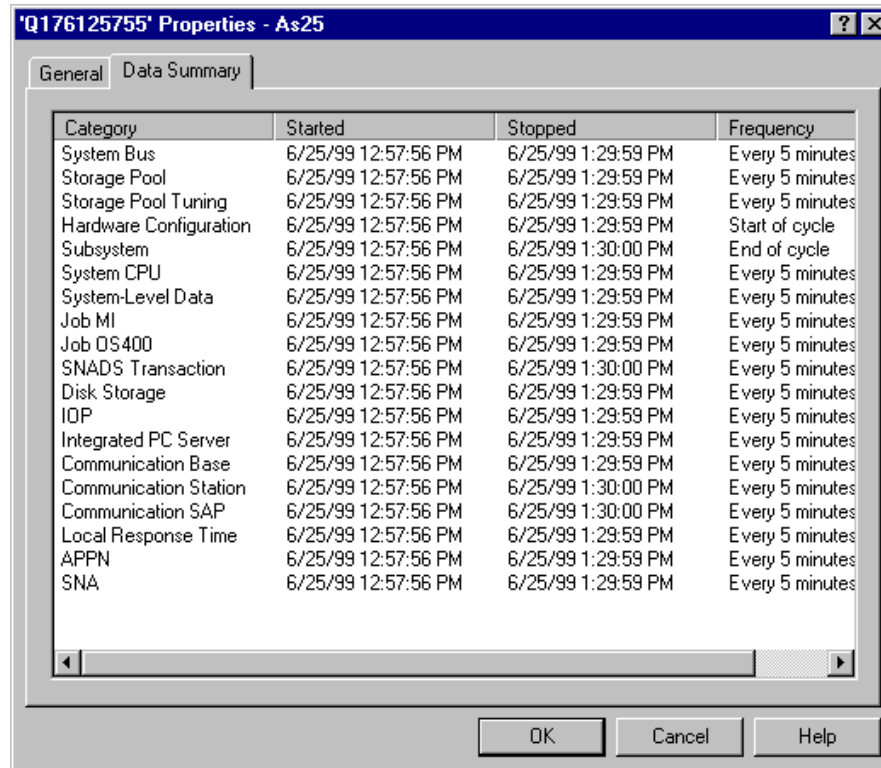 'Q176125755' Properties - As25
General Data Summary
Category Started Stopped Frequency
System Bus 6/25/99 12:57:56 PM 6/25/99 1:29:59 PM Every 5 minutes
Storage Pool 6/25/99 12:57:56 PM 6/25/99 1:29:59 PM Every 5 minutes
Storage Pool Tuning 6/25/99 12:57:56 PM 6/25/99 1:29:59 PM Every 5 minutes
Hardware Configuration 6/25/99 12:57:56 PM 6/25/99 1:29:59 PM Start of cycle
Subsystem 6/25/99 12:57:56 PM 6/25/99 1:30:00 PM End of cycle
System CPU 6/25/99 12:57:56 PM 6/25/99 1:29:59 PM Every 5 minutes
System-Level Data 6/25/99 12:57:56 PM 6/25/99 1:29:59 PM Every 5 minutes
Job MI 6/25/99 12:57:56 PM 6/25/99 1:29:59 PM Every 5 minutes
Job OS400 6/25/99 12:57:56 PM 6/25/99 1:29:59 PM Every 5 minutes
SNADS Transaction 6/25/99 12:57:56 PM 6/25/99 1:30:00 PM Every 5 minutes
Disk Storage 6/25/99 12:57:56 PM 6/25/99 1:29:59 PM Every 5 minutes
IOP 6/25/99 12:57:56 PM 6/25/99 1:29:59 PM Every 5 minutes
Integrated PC Server 6/25/99 12:57:56 PM 6/25/99 1:29:59 PM Every 5 minutes
Communication Base 6/25/99 12:57:56 PM 6/25/99 1:29:59 PM Every 5 minutes
Communication Station 6/25/99 12:57:56 PM 6/25/99 1:30:00 PM Every 5 minutes
Communication SAP 6/25/99 12:57:56 PM 6/25/99 1:30:00 PM Every 5 minutes
Local Response Time 6/25/99 12:57:56 PM 6/25/99 1:29:59 PM Every 5 minutes
APPN 6/25/99 12:57:56 PM 6/25/99 1:29:59 PM Every 5 minutes
SNA 6/25/99 12:57:56 PM 6/25/99 1:29:59 PM Every 5 minutes
OK Cancel Help